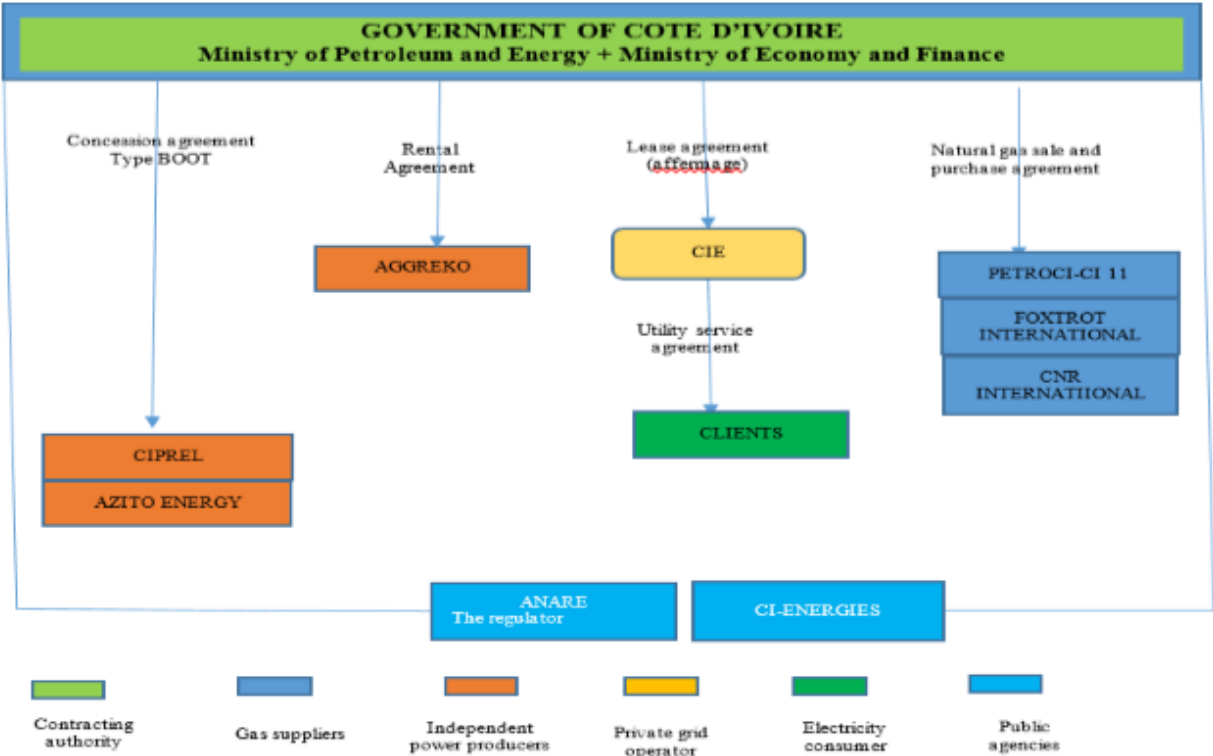 GOVERNMENT OF COTE D'IVOIRE
Ministry of Petroleum and Energy + Ministry of Economy and Finance
Concession agreement
Type BOOT
Rental
Agreement
Lease agreement
(affermage)
Natural gas sale and
purchase agreement
AGGREKO
CIE
PETROCI-CI 11
FOXTROT
INTERNATIONAL
CNR
INTERNATIIONAL
Utility service
agreement
CLIENTS
CIPREL
AZITO ENERGY
ANARE
The regulator
CI-ENERGIES
Contracting
authority
Gas suppliers
Independent
power producers
Private grid
operator
Electricity
consumer
Public
agencies